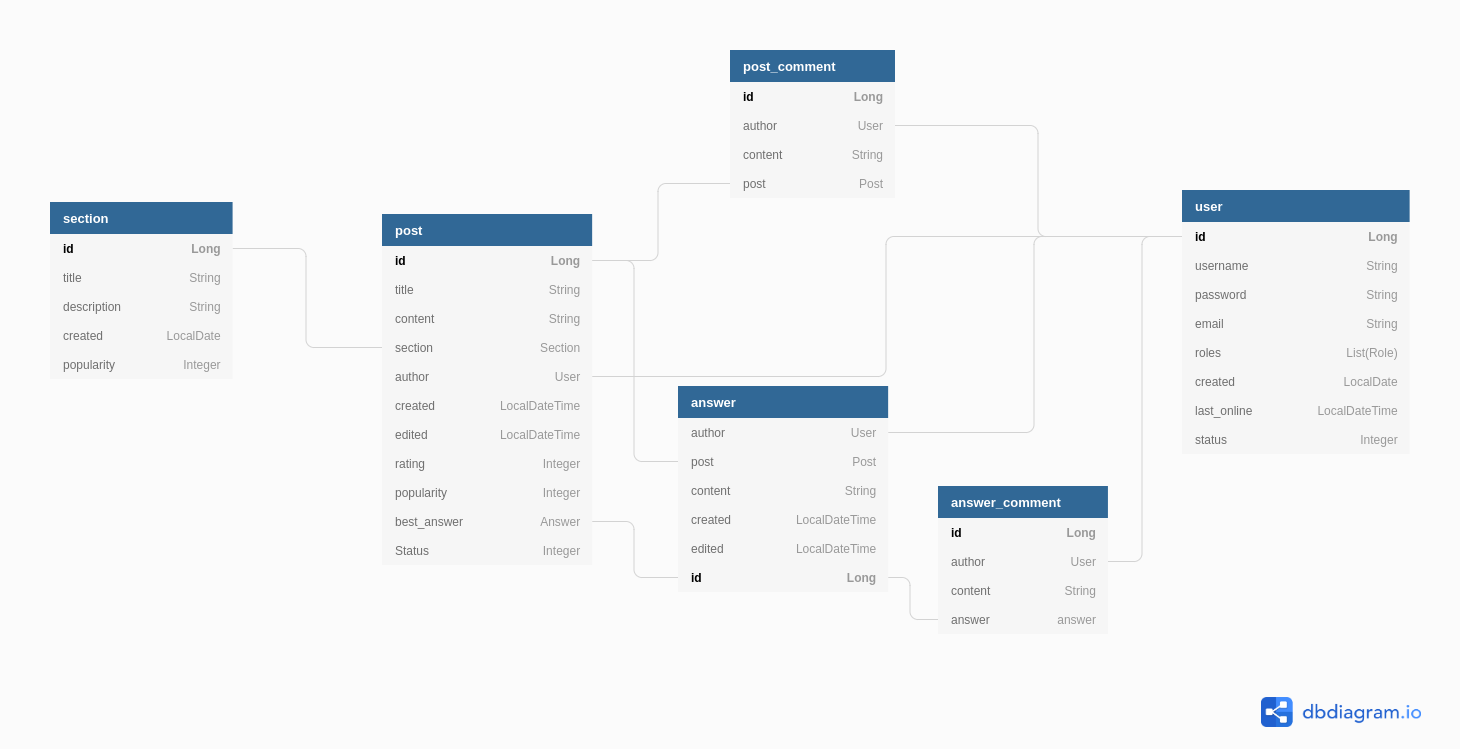 post_comment
id Long
author User
content String
post Post
section
id Long
title String
description String
created LocalDate
popularity Integer
post
id Long
title String
content String
section Section
author User
created LocalDateTime
edited LocalDateTime
rating Integer
popularity Integer
best_answer Answer
Status Integer
answer
author User
post Post
content String
created LocalDateTime
edited LocalDateTime
id Long
answer_comment
id Long
author User
content String
answer answer
user
id Long
username String
password String
email String
roles List(Role)
created LocalDate
last_online LocalDateTime
status Integer
dbdiagram.io